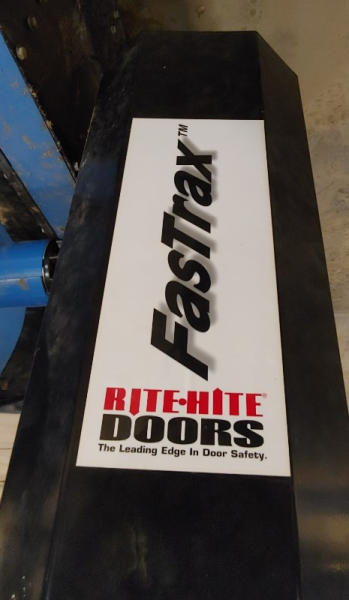 FasTrax™
RITE•HITE®
DOORS
The Leading Edge In Door Safety.